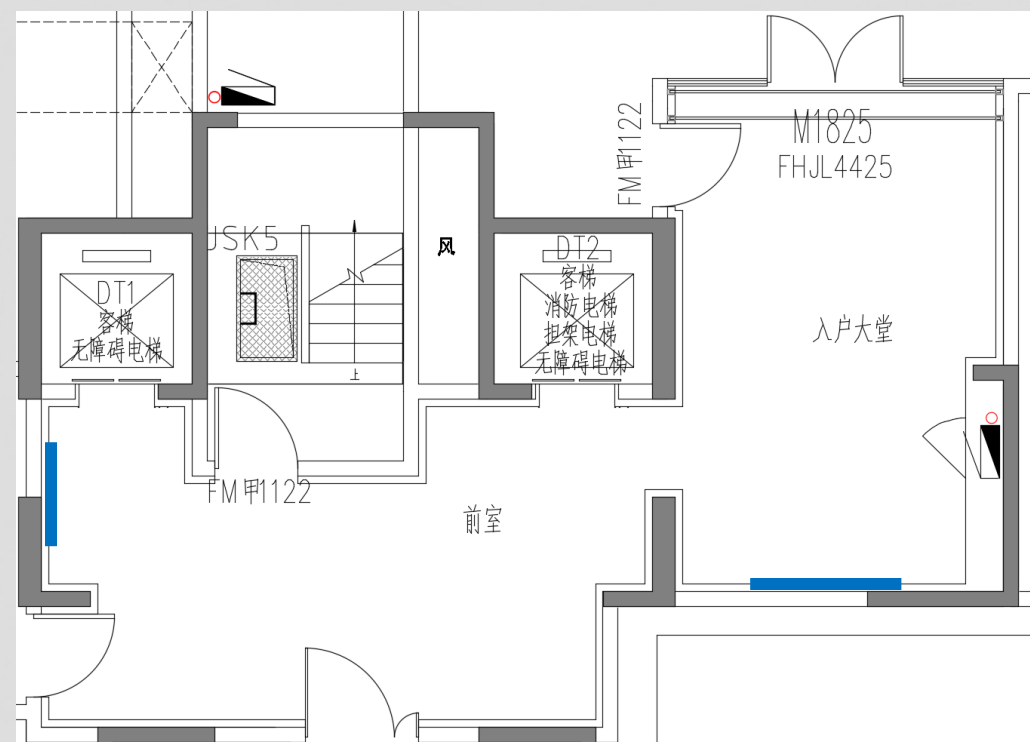 M1825
FHJL4425
FM甲1122
JSK5
风
DT1
客梯
无障碍电梯
DT2
客梯
消防电梯
担架电梯
无障碍电梯
入户大堂
上
FM甲1122
前室